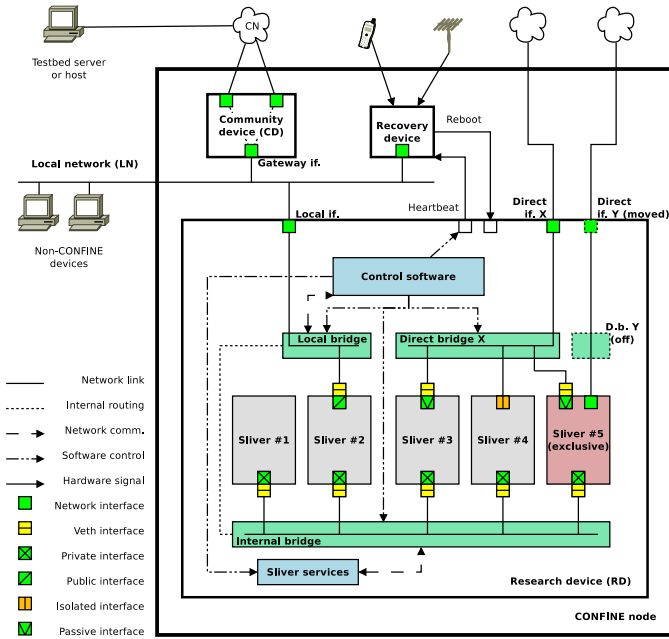 CN
Testbed server
or host
Community
device (CD)
Recovery
device
Reboot
Gateway if.
Local network (LN)
Heartbeat
Local if.
Direct
if. X
Direct
if. Y (moved)
Non-CONFINE
devices
Control software
D.b. Y
(off)
Local bridge
Direct bridge X
Network link
Internal routing
Network comm.
Software control
Hardware signal
Network interface
Veth interface
Private interface
Public interface
Isolated interface
Passive interface
Sliver #1
Sliver #2
Sliver #3
Sliver #4
Sliver #5
(exclusive)
Internal bridge
Sliver services
Research device (RD)
CONFINE node